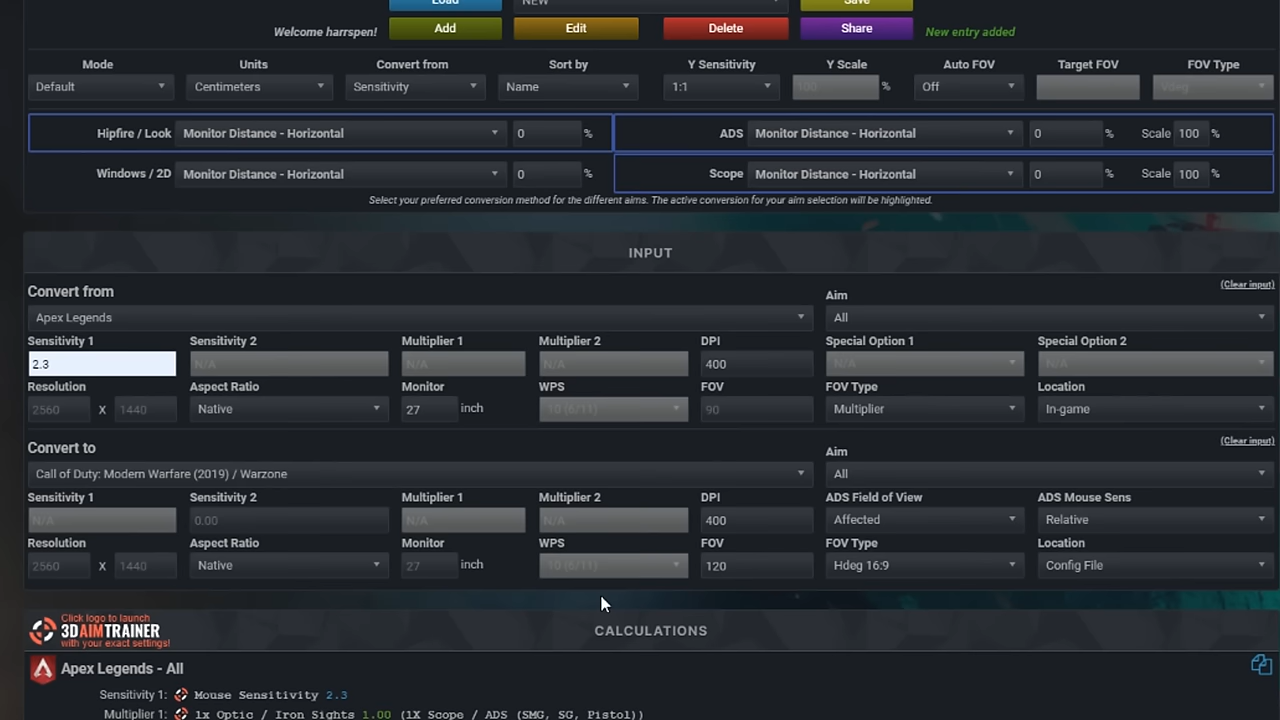 Load NEW Save
Welcome harrspen! Add Edit Delete Share New entry added
Mode Units Convert from Sort by Y Sensitivity Y Scale Auto FOV Target FOV FOV Type
Default Centimeters Sensitivity Name 1:1 100 % Off Vdeg
Hipfire / Look Monitor Distance - Horizontal 0 % ADS Monitor Distance - Horizontal 0 % Scale 100 %
Windows / 2D Monitor Distance - Horizontal 0 % Scope Monitor Distance - Horizontal 0 % Scale 100 %
Select your preferred conversion method for the different aims. The active conversion for your aim selection will be highlighted.
INPUT
(Clear input)
Convert from Aim
Apex Legends All
Sensitivity 1 Sensitivity 2 Multiplier 1 Multiplier 2 DPI Special Option 1 Special Option 2
2.3 N/A N/A N/A 400 N/A N/A
Resolution Aspect Ratio Monitor WPS FOV FOV Type Location
2560 X 1440 Native 27 inch 10 (6/11) 90 Multiplier In-game
(Clear input)
Convert to Aim
Call of Duty: Modern Warfare (2019) / Warzone All
Sensitivity 1 Sensitivity 2 Multiplier 1 Multiplier 2 DPI ADS Field of View ADS Mouse Sens
N/A 0.00 N/A N/A 400 Affected Relative
Resolution Aspect Ratio Monitor WPS FOV FOV Type Location
2560 X 1440 Native 27 inch 10 (6/11) 120 Hdeg 16:9 Config File
Click logo to launch
3DAIMTRAINER
with your exact settings!
CALCULATIONS
Apex Legends - All
Sensitivity 1: Mouse Sensitivity 2.3
Multiplier 1: 1x Optic / Iron Sights 1.00 (1X Scope / ADS (SMG, SG, Pistol))